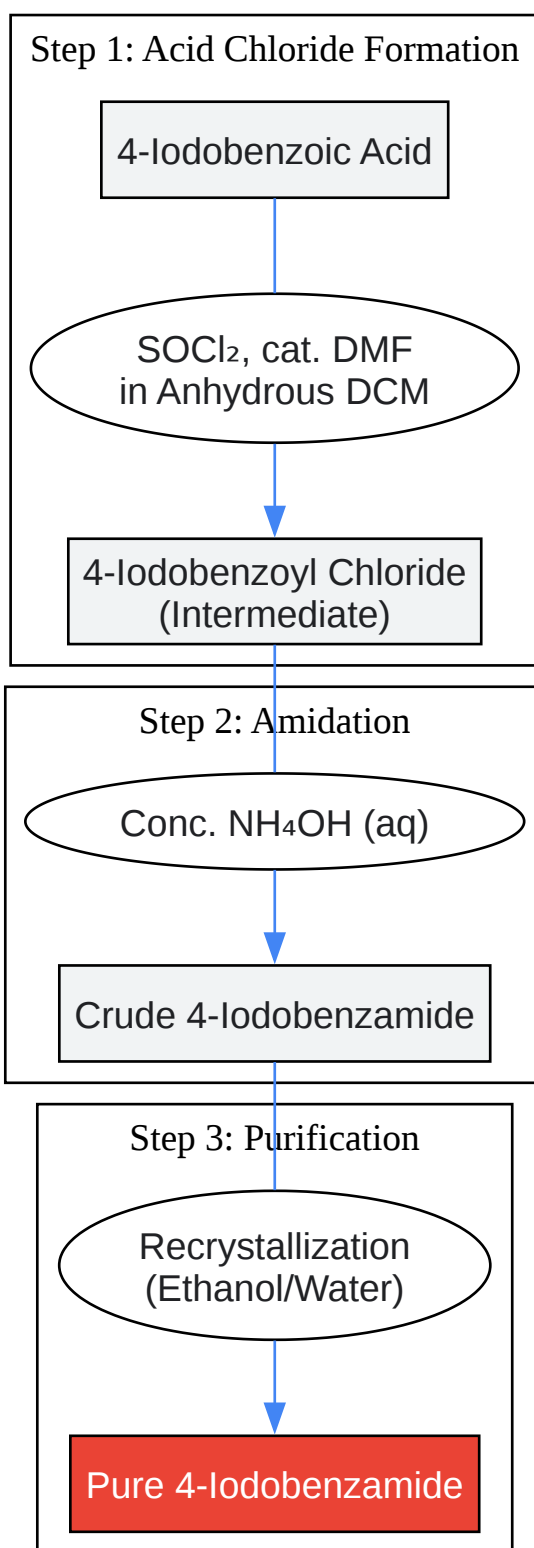 Step 1: Acid Chloride Formation
4-Iodobenzoic Acid
SOCl₂, cat. DMF
in Anhydrous DCM
4-Iodobenzoyl Chloride
(Intermediate)
Step 2: Amidation
Conc. NH₄OH (aq)
Crude 4-Iodobenzamide
Step 3: Purification
Recrystallization
(Ethanol/Water)
Pure 4-Iodobenzamide